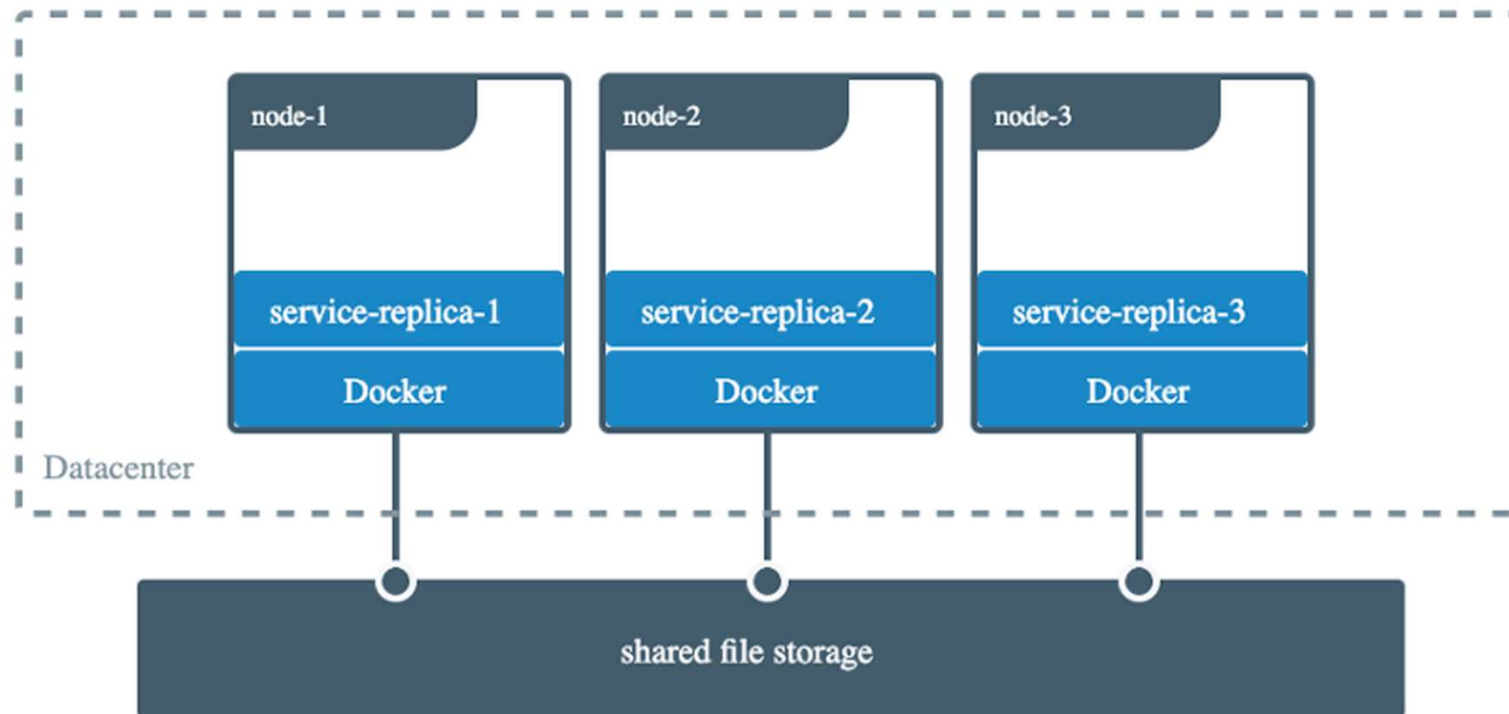 node-1
node-2
node-3
service-replica-1
service-replica-2
service-replica-3
Docker
Docker
Docker
Datacenter
shared file storage